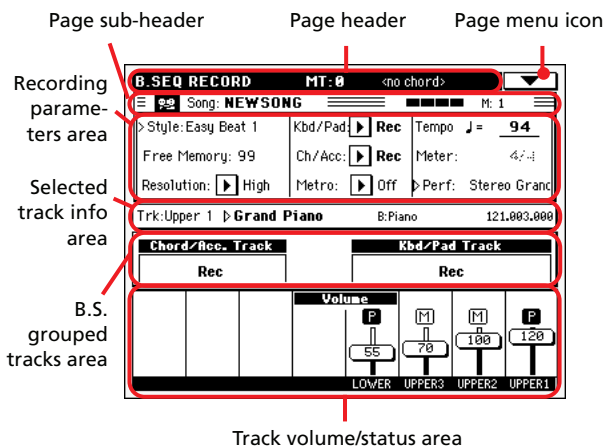 Page sub-header
Page header
Page menu icon
B.SEQ RECORD MT:0 <no chord>
Song: NEWSONG M: 1
Recording
parame-
ters area
Style:Easy Beat 1 Kbd/Pad: Rec Tempo ♩= 94
Free Memory: 99 Ch/Acc: Rec Meter: 4/4
Resolution: High Metro: Off Perf: Stereo Grand
Selected
track info
area
Trk:Upper 1 Grand Piano B:Piano 121.003.000
Chord/Acc. Track Kbd/Pad Track
Rec Rec
B.S.
grouped
tracks area
Volume
P M M P
55 70 100 120
LOWER UPPER3 UPPER2 UPPER1
Track volume/status area